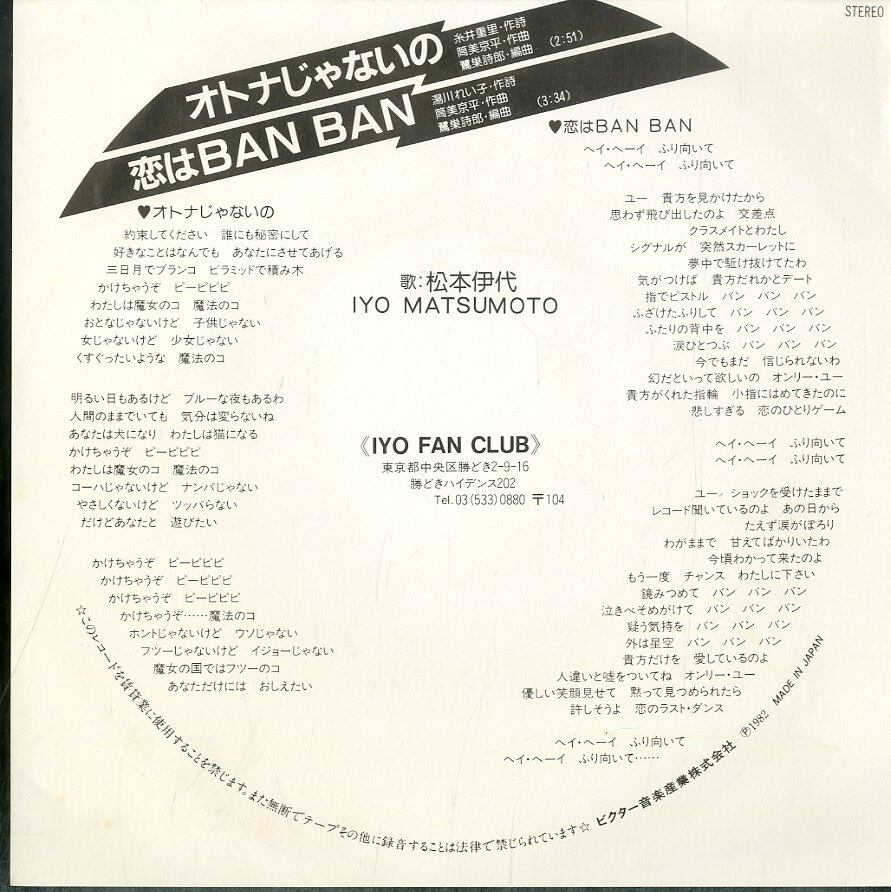 STEREO
オトナじゃないの
糸井重里・作詩
筒美京平・作曲
鷺巣詩郎・編曲
(2:51)
恋はBAN BAN
湯川れい子・作詩
筒美京平・作曲
鷺巣詩郎・編曲
(3:34)
♥オトナじゃないの
約束してください 誰にも秘密にして
好きなことはなんでも あなたにさせてあげる
三日月でブランコ ピラミッドで積み木
かけちゃうぞ ピーピピピ
わたしは魔女のコ 魔法のコ
おとなじゃないけど 子供じゃない
女じゃないけど 少女じゃない
くすぐったいような 魔法のコ
明るい日もあるけど ブルーな夜もあるわ
人間のままでいても 気分は変らないね
あなたは犬になり わたしは猫になる
かけちゃうぞ ピーピピピ
わたしは魔女のコ 魔法のコ
コーハじゃないけど ナンパじゃない
やさしくないけど ツッパらない
だけどあなたと 遊びたい
かけちゃうぞ ピーピピピ
かけちゃうぞ ピーピピピ
かけちゃうぞ ピーピピピ
かけちゃうぞ……魔法のコ
ホントじゃないけど ウソじゃない
フツーじゃないけど イジョーじゃない
魔女の国ではフツーのコ
あなただけには おしえたい
歌:松本伊代
IYO MATSUMOTO
《IYO FAN CLUB》
東京都中央区勝どき2-9-16
勝どきハイデンス202
Tel.03(533)0880 〒104
♥恋はBAN BAN
ヘイ・ヘーイ ふり向いて
ヘイ・ヘーイ ふり向いて
ユー 貴方を見かけたから
思わず飛び出したのよ 交差点
クラスメイトとわたし
シグナルが 突然スカーレットに
夢中で駈け抜けてたわ
気がつけば 貴方だれかとデート
指でピストル バン バン バン
ふざけたふりして バン バン バン
ふたりの背中を バン バン バン
涙ひとつぶ バン バン バン
今でもまだ 信じられないわ
幻だといって欲しいの オンリー・ユー
貴方がくれた指輪 小指にはめてきたのに
悲しすぎる 恋のひとりゲーム
ヘイ・ヘーイ ふり向いて
ヘイ・ヘーイ ふり向いて
ユー ショックを受けたままで
レコード聞いているのよ あの日から
たえず涙がぽろり
わがままで 甘えてばかりいたわ
今頃わかって来たのよ
もう一度 チャンス わたしに下さい
鏡みつめて バン バン バン
泣きべそめがけて バン バン バン
疑う気持を バン バン バン
外は星空 バン バン バン
貴方だけを 愛しているのよ
人違いと嘘をついてね オンリー・ユー
優しい笑顔見せて 黙って見つめられたら
許しそうよ 恋のラスト・ダンス
ヘイ・ヘーイ ふり向いて
ヘイ・ヘーイ ふり向いて……
☆このレコードを賃貸業に使用することを禁じます。また無断でテープその他に録音することは法律で禁じられています☆ ビクター音楽産業株式会社 Ⓟ1982 MADE IN JAPAN